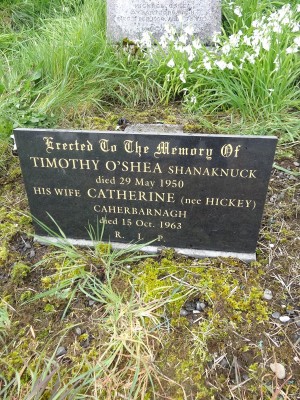 Erected To The Memory Of
TIMOTHY O'SHEA SHANAKNUCK
died 29 May 1950
HIS WIFE CATHERINE (nee HICKEY)
CAHERBARNAGH
died 15 Oct. 1963
R. I. P.